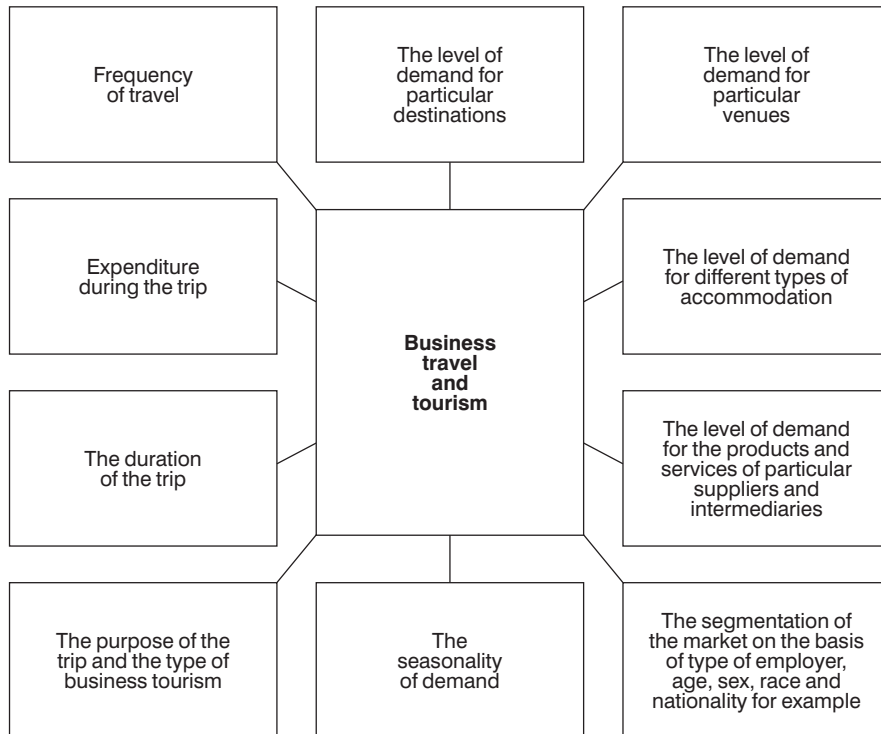 Frequency
of travel
The level of
demand for
particular
destinations
The level of
demand for
particular
venues
Expenditure
during the trip
Business
travel
and
tourism
The level of demand
for different types of
accommodation
The duration
of the trip
The level of demand
for the products and
services of particular
suppliers and
intermediaries
The purpose of the
trip and the type of
business tourism
The
seasonality
of demand
The segmentation of
the market on the basis
of type of employer,
age, sex, race and
nationality for example